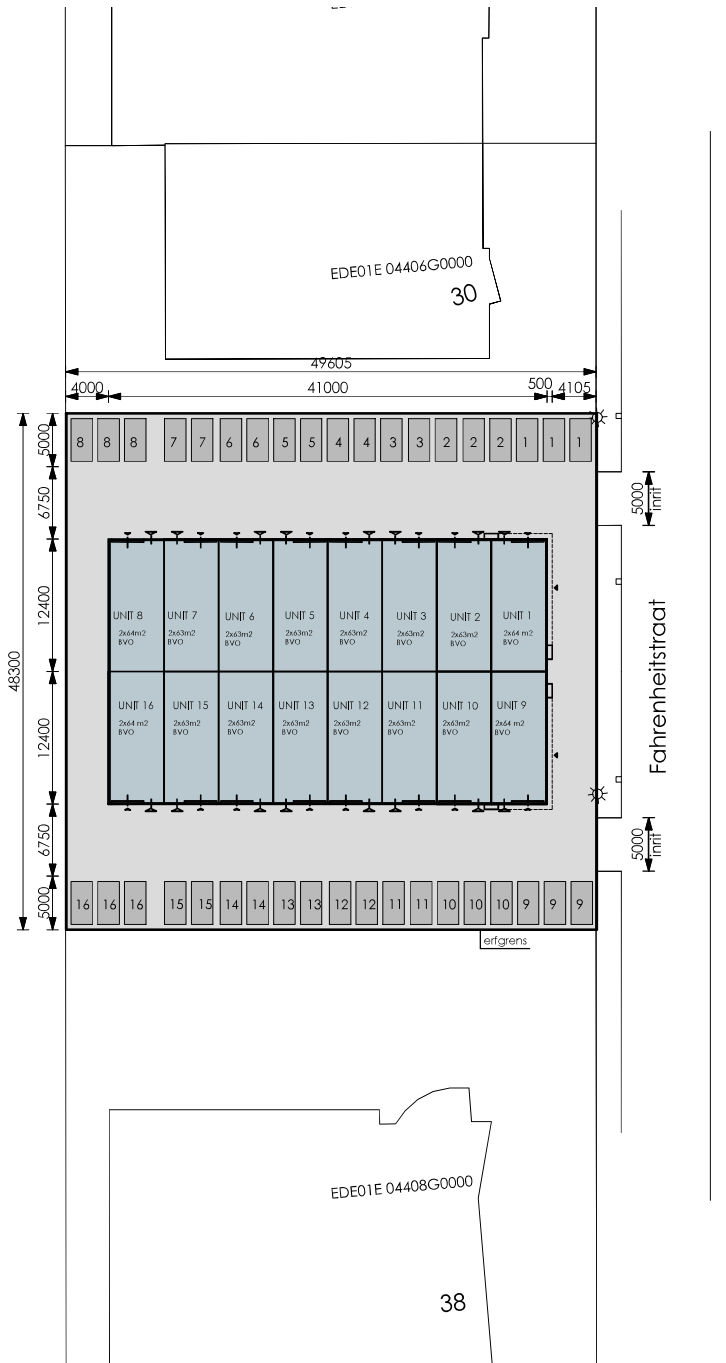 EDE01E 04406G0000
30
49605
4000
41000
500
4105
8 8 8 7 7 6 6 5 5 4 4 3 3 2 2 2 1 1 1
5000
6750
12400
12400
6750
5000
48300
5000
inrit
UNIT 8
2x64m2
BVO
UNIT 7
2x63m2
BVO
UNIT 6
2x63m2
BVO
UNIT 5
2x63m2
BVO
UNIT 4
2x63m2
BVO
UNIT 3
2x63m2
BVO
UNIT 2
2x63m2
BVO
UNIT 1
2x64 m2
BVO
UNIT 16
2x64 m2
BVO
UNIT 15
2x63m2
BVO
UNIT 14
2x63m2
BVO
UNIT 13
2x63m2
BVO
UNIT 12
2x63m2
BVO
UNIT 11
2x63m2
BVO
UNIT 10
2x63m2
BVO
UNIT 9
2x64 m2
BVO
Fahrenheitstraat
5000
inrit
16 16 16 15 15 14 14 13 13 12 12 11 11 10 10 10 9 9 9
erfgrens
EDE01E 04408G0000
38